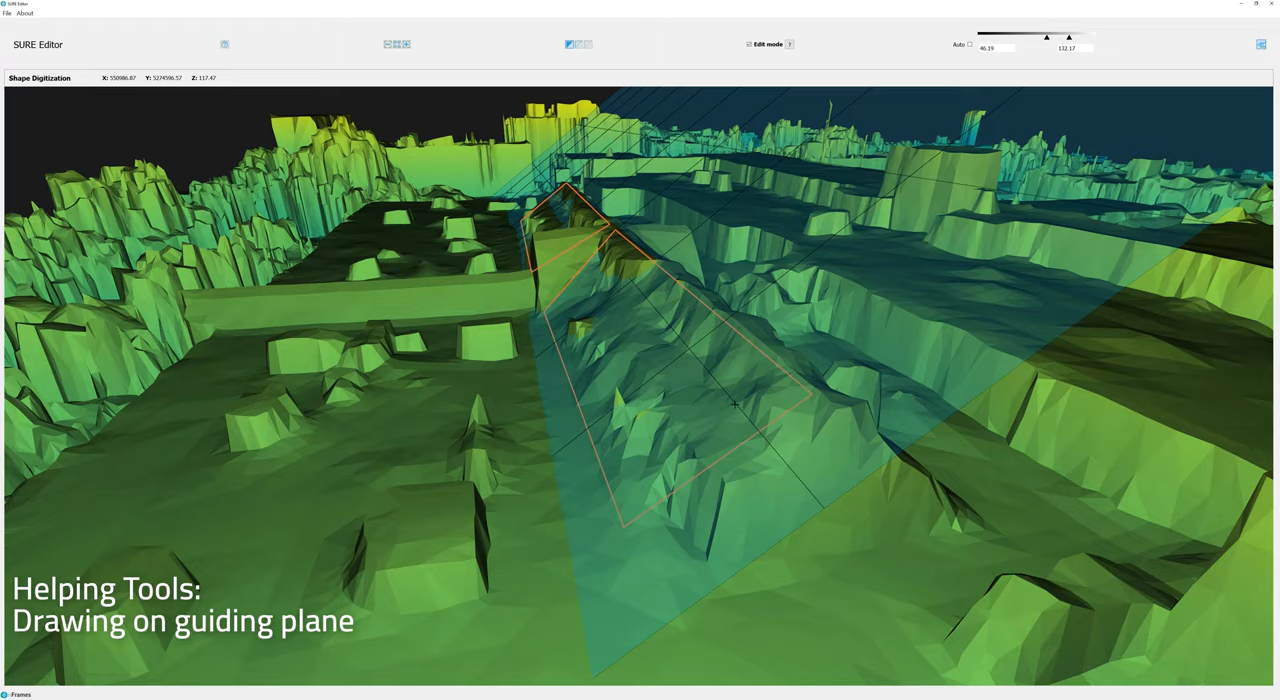 SURE Editor
File About
SURE Editor
Edit mode ?
Auto
46.19
132.17
Shape Digitization X: 550986.87 Y: 5274596.57 Z: 117.47
Helping Tools:
Drawing on guiding plane
Frames